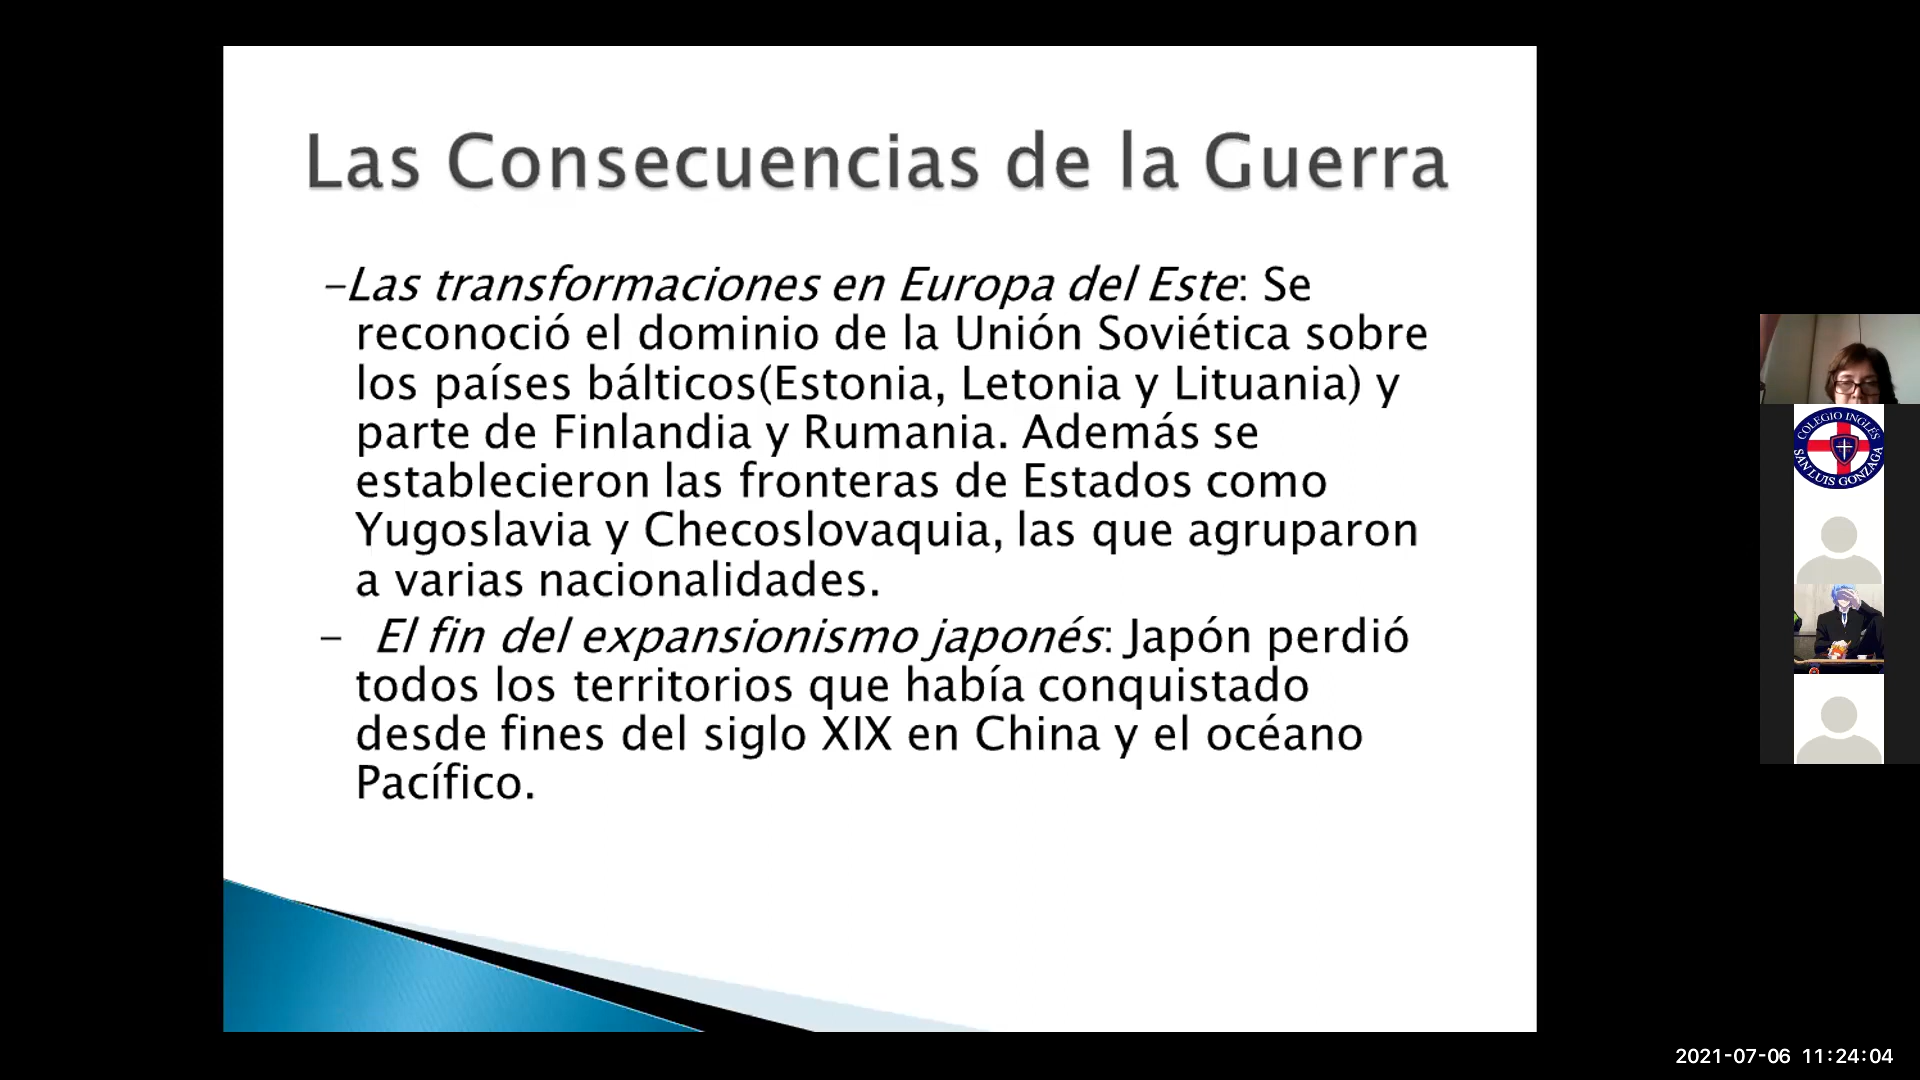 Las Consecuencias de la Guerra
-Las transformaciones en Europa del Este: Se
reconoció el dominio de la Unión Soviética sobre
los países bálticos(Estonia, Letonia y Lituania) y
parte de Finlandia y Rumania. Además se
establecieron las fronteras de Estados como
Yugoslavia y Checoslovaquia, las que agruparon
a varias nacionalidades.
- El fin del expansionismo japonés: Japón perdió
todos los territorios que había conquistado
desde fines del siglo XIX en China y el océano
Pacífico.
COLEGIO INGLÉS
SAN LUIS GONZAGA
2021-07-06 11:24:04